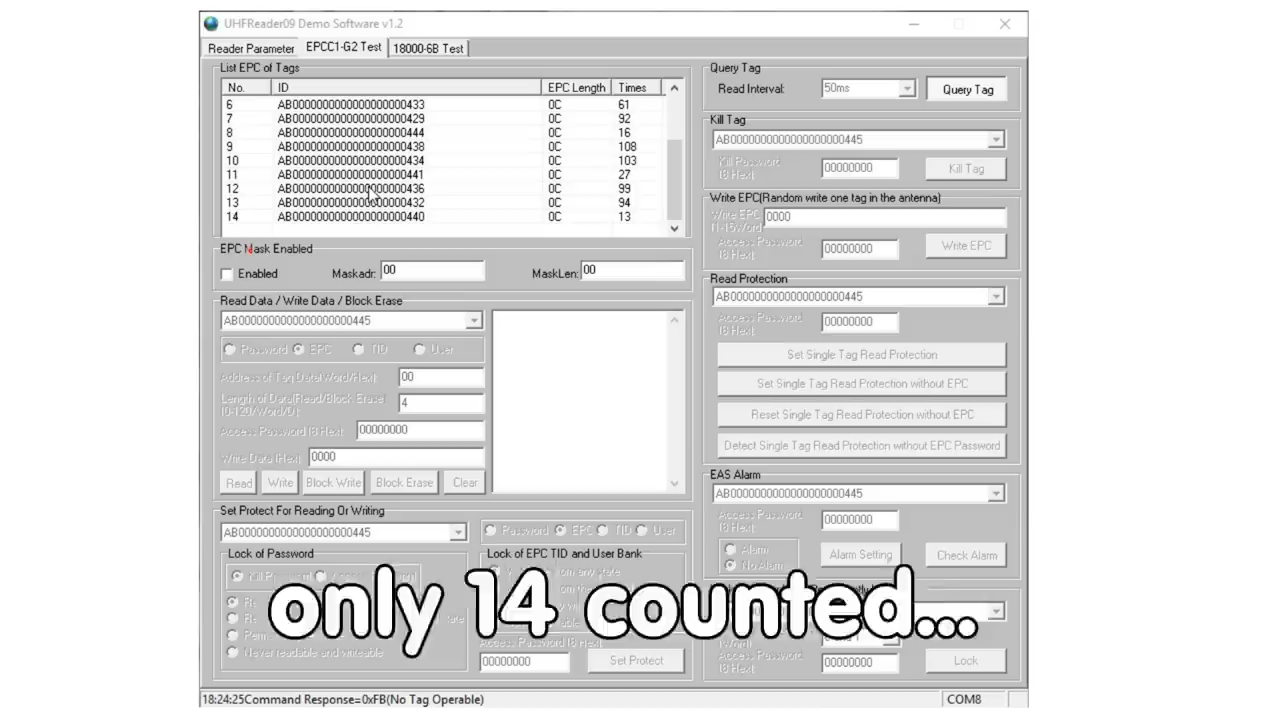 UHFReader09 Demo Software v1.2
Reader Parameter EPCC1-G2 Test 18000-6B Test
List EPC of Tags
No. ID EPC Length Times
6 AB0000000000000000000433 0C 61
7 AB0000000000000000000429 0C 92
8 AB0000000000000000000444 0C 16
9 AB0000000000000000000438 0C 108
10 AB0000000000000000000434 0C 103
11 AB0000000000000000000441 0C 27
12 AB0000000000000000000436 0C 99
13 AB0000000000000000000432 0C 94
14 AB0000000000000000000440 0C 13
EPC Mask Enabled
Enabled Maskadr: 00 MaskLen: 00
Read Data / Write Data / Block Erase
AB0000000000000000000445
Password EPC TID User
Address of Tag Data(Word/Hex): 00
Length of Data(Read/Block Erase) 4
(0-120/Word/D):
Access Password (8 Hex): 00000000
Write Data (Hex): 0000
Read Write Block Write Block Erase Clear
Set Protect For Reading Or Writing
AB0000000000000000000445
Password EPC TID User
Lock of Password
Never readable and writeable
Lock of EPC TID and User Bank
Access Password (8 Hex):
00000000 Set Protect
Query Tag
Read Interval: 50ms Query Tag
Kill Tag
AB0000000000000000000445
Kill Password
(8 Hex): 00000000 Kill Tag
Write EPC(Random write one tag in the antenna)
Write EPC 0000
(1-15Word)
Access Password
(8 Hex): 00000000 Write EPC
Read Protection
AB0000000000000000000445
Access Password
(8 Hex): 00000000
Set Single Tag Read Protection
Set Single Tag Read Protection without EPC
Reset Single Tag Read Protection without EPC
Detect Single Tag Read Protection without EPC Password
EAS Alarm
AB0000000000000000000445
Access Password
(8 Hex): 00000000
Alarm
No Alarm Alarm Setting Check Alarm
(Word)
Access Password
(8 Hex): 00000000 Lock
only 14 counted...
18:24:25Command Response=0xFB(No Tag Operable) COM8